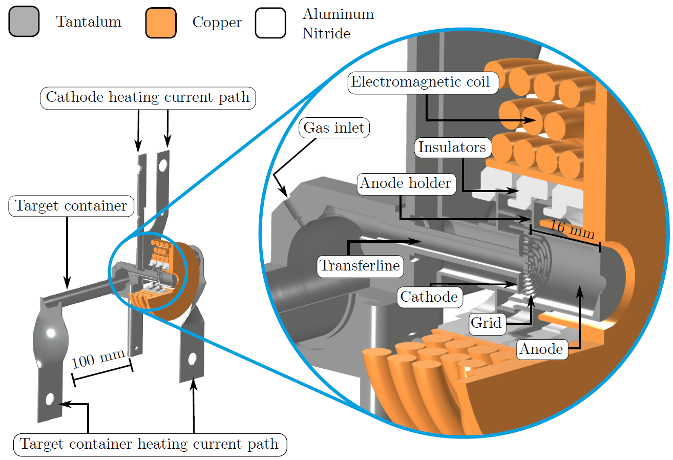 Tantalum
Copper
Aluminum
Nitride
Cathode heating current path
Electromagnetic coil
Gas inlet
Insulators
Anode holder
Target container
16 mm
Transferline
Cathode
Grid
Anode
100 mm
Target container heating current path